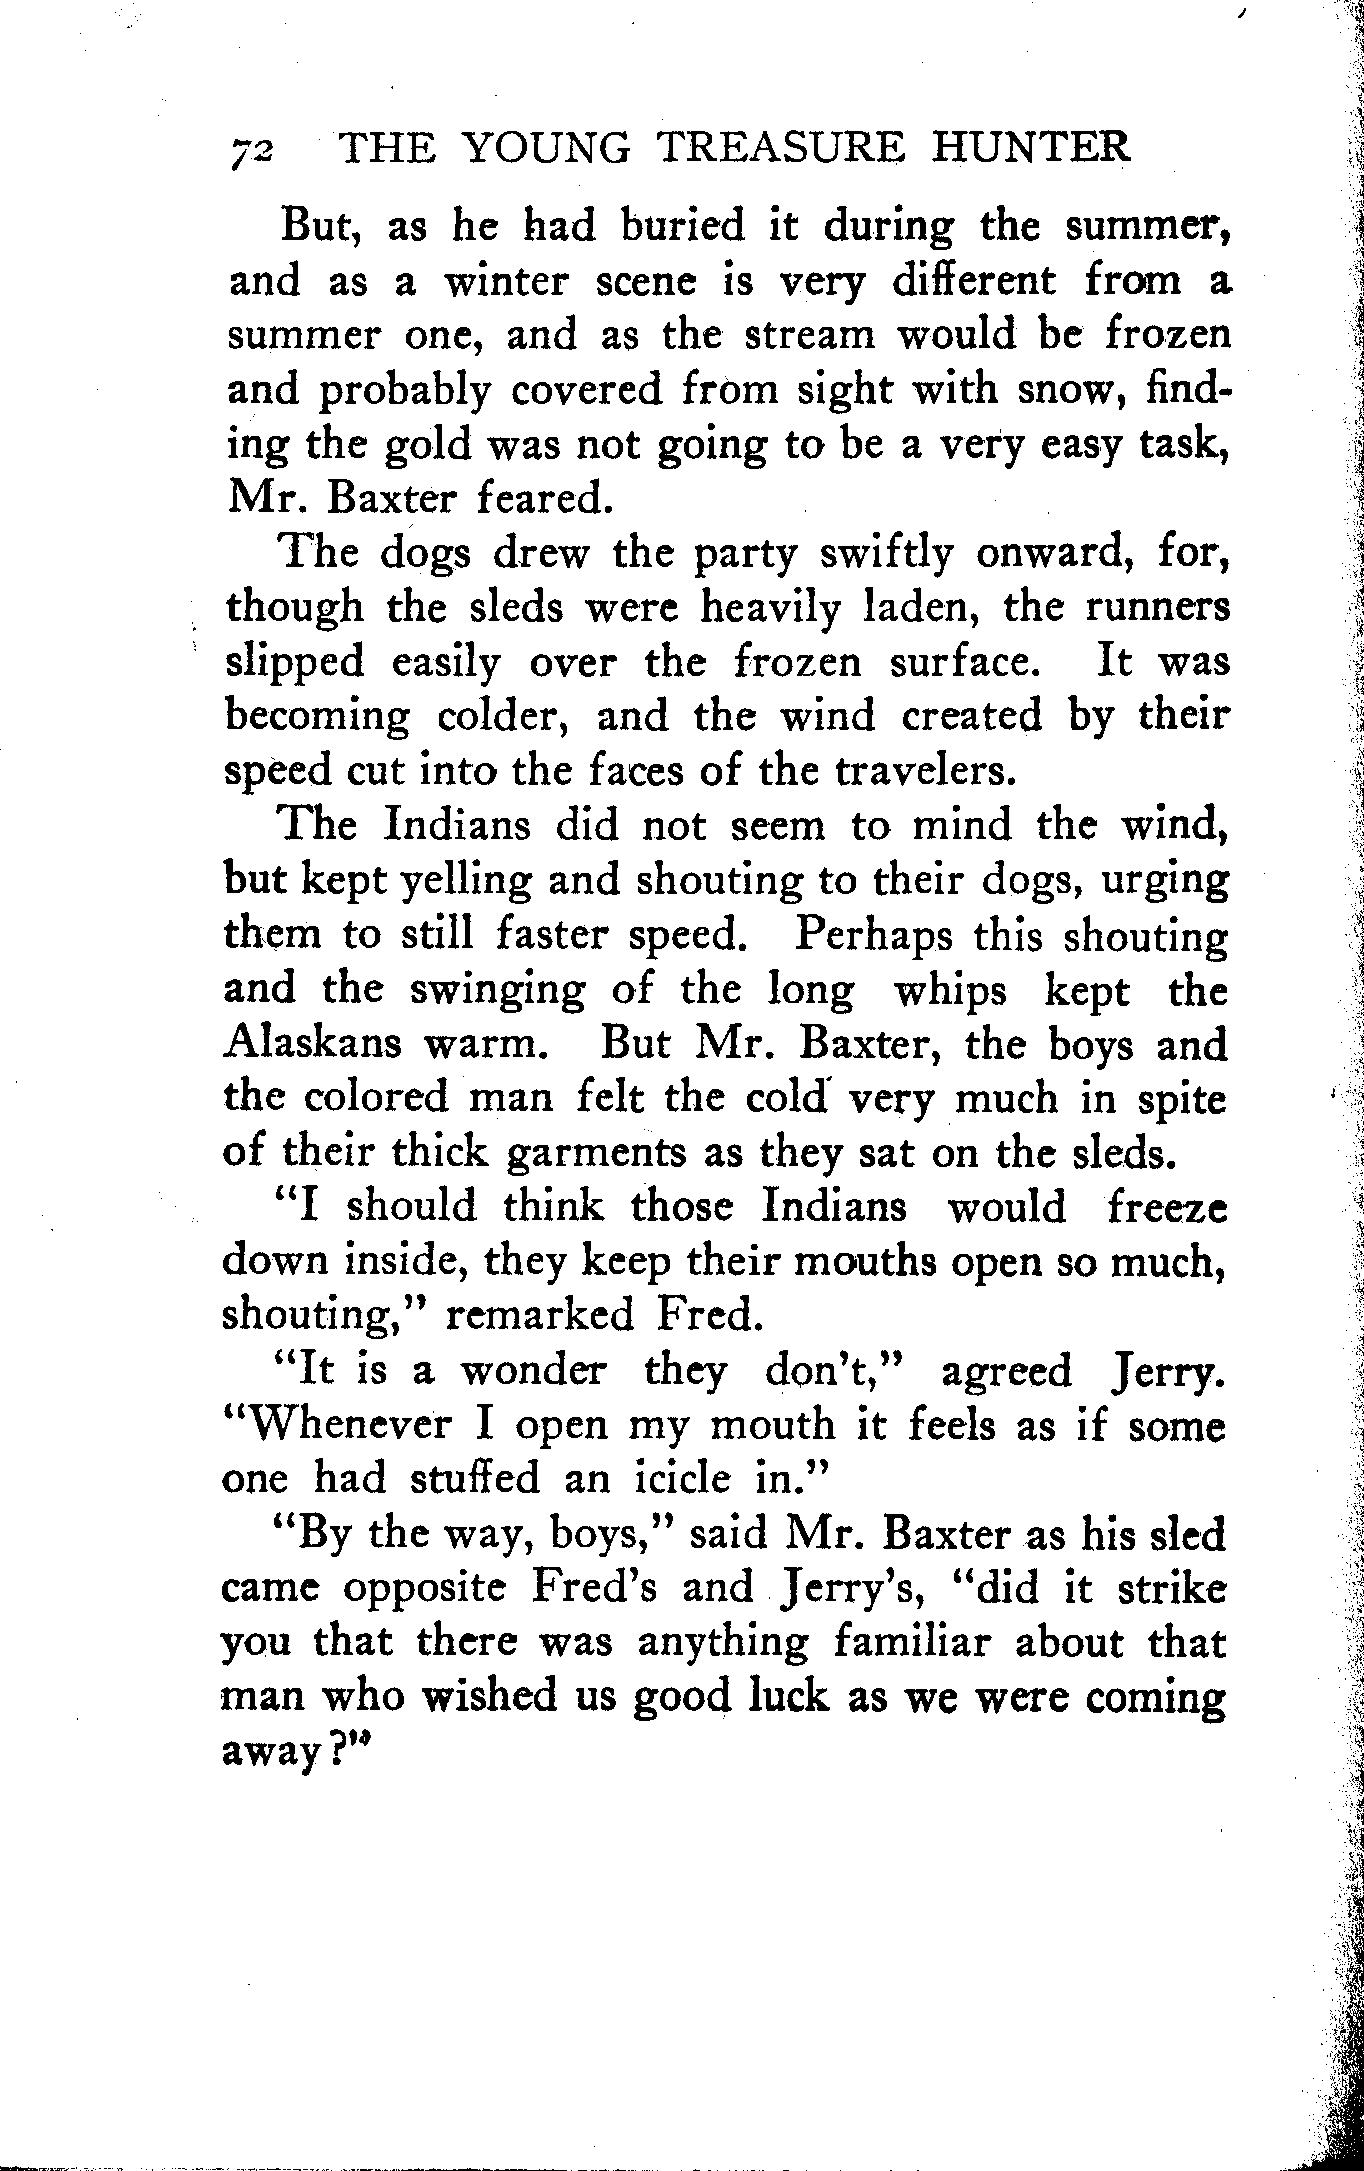 72 THE YOUNG TREASURE HUNTER
But, as he had buried it during the summer,
and as a winter scene is very different from a
summer one, and as the stream would be frozen
and probably covered from sight with snow, find-
ing the gold was not going to be a very easy task,
Mr. Baxter feared.
The dogs drew the party swiftly onward, for,
though the sleds were heavily laden, the runners
slipped easily over the frozen surface. It was
becoming colder, and the wind created by their
speed cut into the faces of the travelers.
The Indians did not seem to mind the wind,
but kept yelling and shouting to their dogs, urging
them to still faster speed. Perhaps this shouting
and the swinging of the long whips kept the
Alaskans warm. But Mr. Baxter, the boys and
the colored man felt the cold very much in spite
of their thick garments as they sat on the sleds.
"I should think those Indians would freeze
down inside, they keep their mouths open so much,
shouting," remarked Fred.
"It is a wonder they don't," agreed Jerry.
"Whenever I open my mouth it feels as if some
one had stuffed an icicle in."
"By the way, boys," said Mr. Baxter as his sled
came opposite Fred's and Jerry's, "did it strike
you that there was anything familiar about that
man who wished us good luck as we were coming
away?"